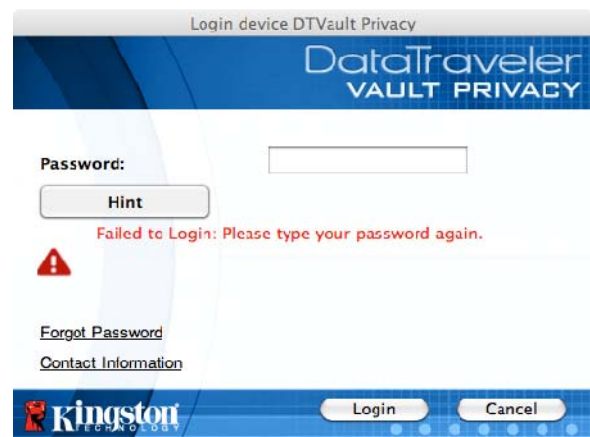 Login device DTVault Privacy
DataTraveler
VAULT PRIVACY
Password:
Hint
Failed to Login: Please type your password again.
Forgot Password
Contact Information
Kingston
TECHNOLOGY
Login
Cancel